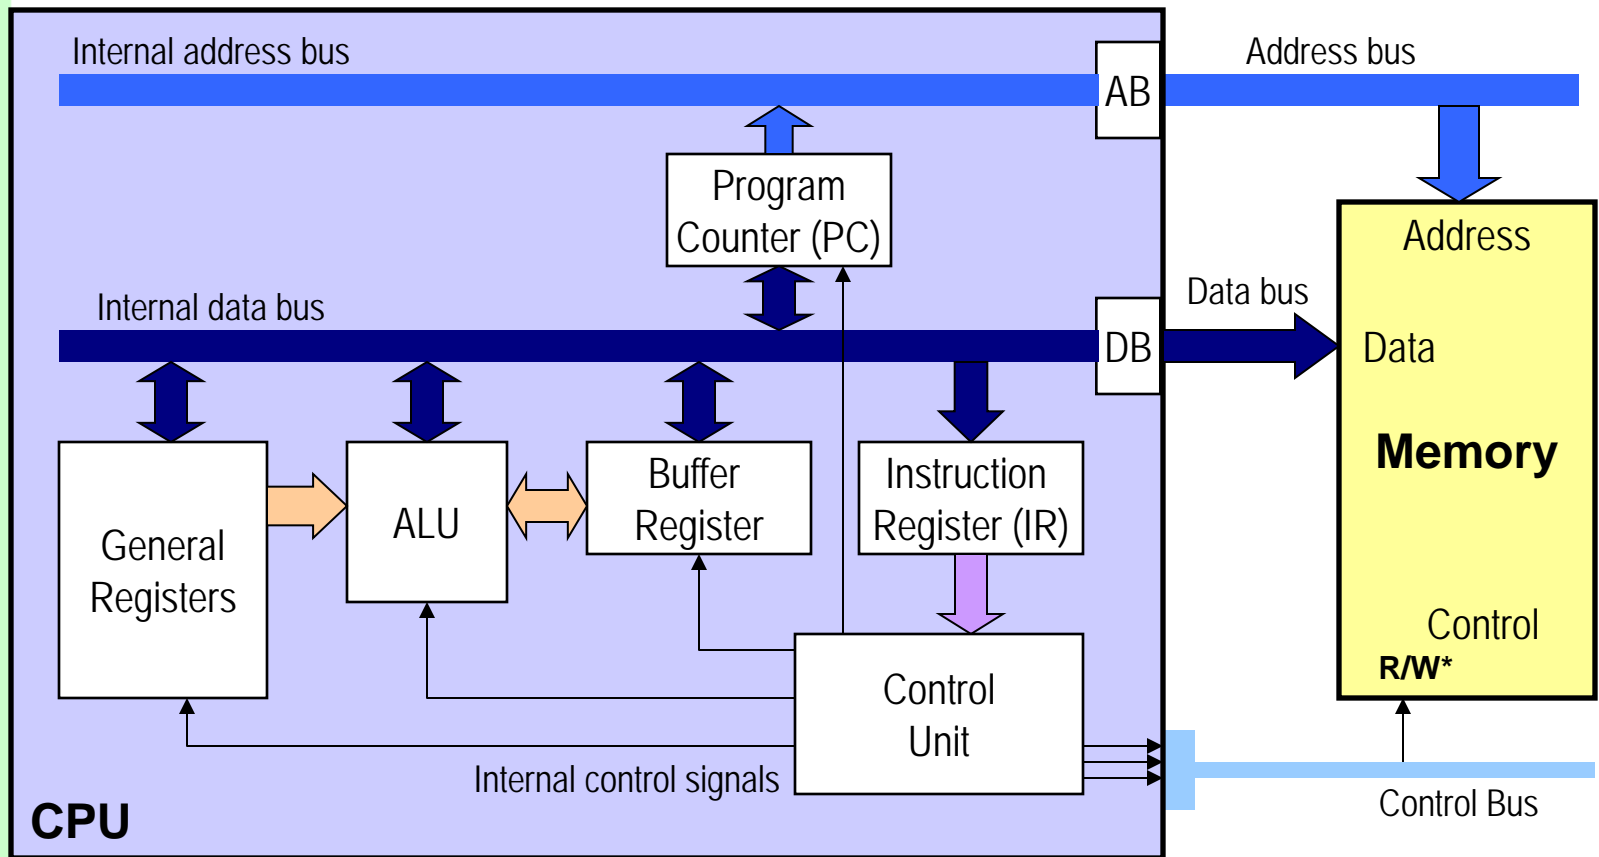 Internal address bus
AB
Address bus
Program
Counter (PC)
Address
Internal data bus
DB
Data bus
Data
General
Registers
ALU
Buffer
Register
Instruction
Register (IR)
Memory
Control
R/W*
Control
Unit
Internal control signals
Control Bus
CPU